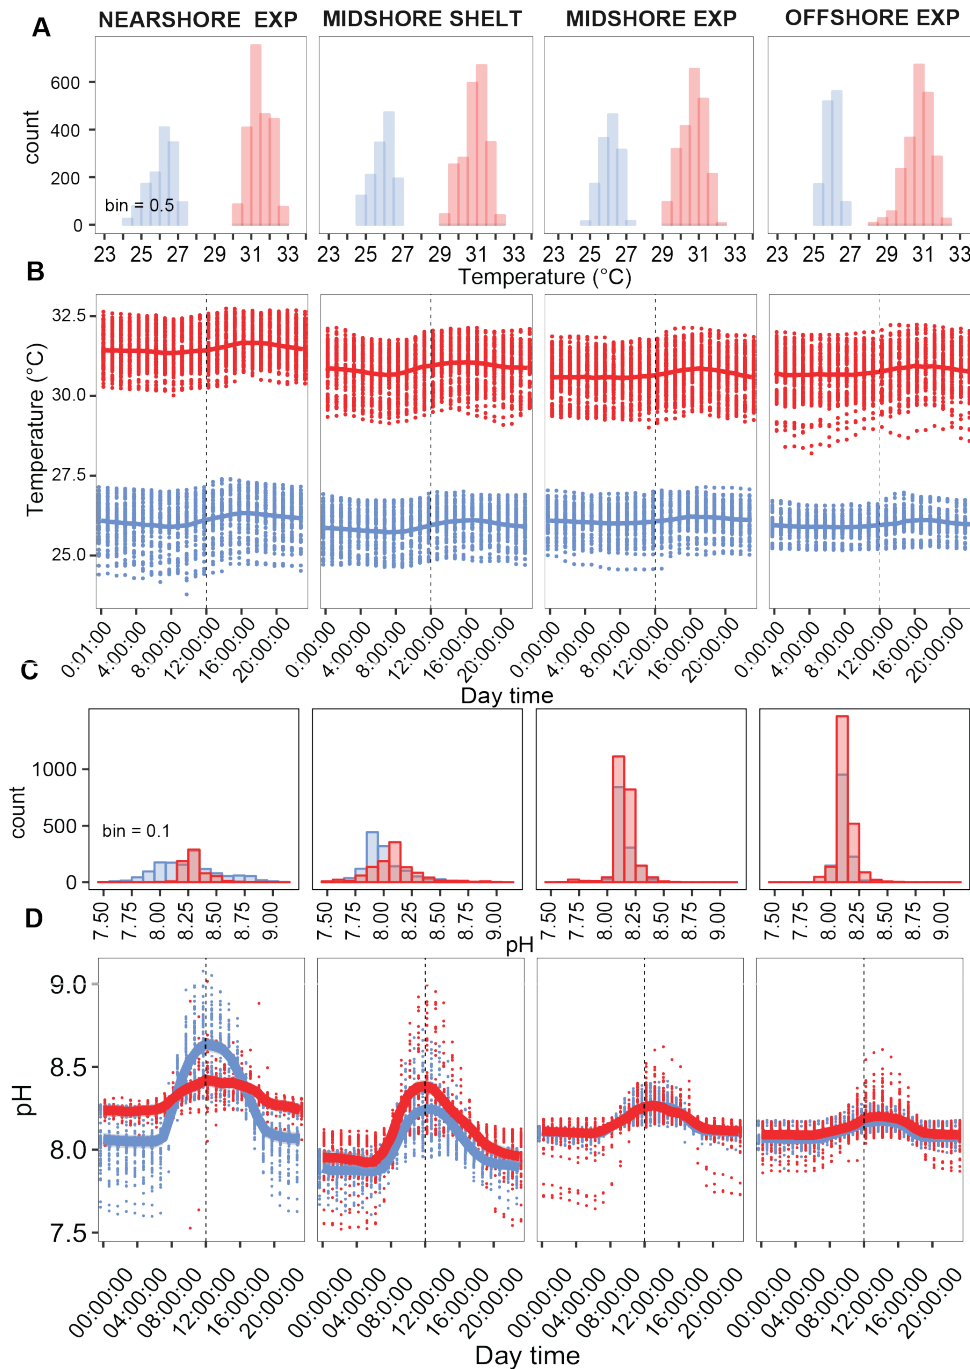 A NEARSHORE EXP MIDSHORE SHELT MIDSHORE EXP OFFSHORE EXP
count
600
400
200
0
bin = 0.5
23 25 27 29 31 33 23 25 27 29 31 33 23 25 27 29 31 33 23 25 27 29 31 33
Temperature (°C)
B
Temperature (°C)
32.5
30.0
27.5
25.0
0:01:00 4:00:00 8:00:00 12:00:00 16:00:00 20:00:00 0:00:00 4:00:00 8:00:00 12:00:00 16:00:00 20:00:00 0:00:00 4:00:00 8:00:00 12:00:00 16:00:00 20:00:00 0:00:00 4:00:00 8:00:00 12:00:00 16:00:00 20:00:00
Day time
C
count
1000
500
0
bin = 0.1
7.50 7.75 8.00 8.25 8.50 8.75 9.00 7.50 7.75 8.00 8.25 8.50 8.75 9.00 7.50 7.75 8.00 8.25 8.50 8.75 9.00 7.50 7.75 8.00 8.25 8.50 8.75 9.00
pH
D
pH
9.0
8.5
8.0
7.5
00:00:00 04:00:00 08:00:00 12:00:00 16:00:00 20:00:00 00:00:00 04:00:00 08:00:00 12:00:00 16:00:00 20:00:00 00:00:00 04:00:00 08:00:00 12:00:00 16:00:00 20:00:00 00:00:00 04:00:00 08:00:00 12:00:00 16:00:00 20:00:00
Day time